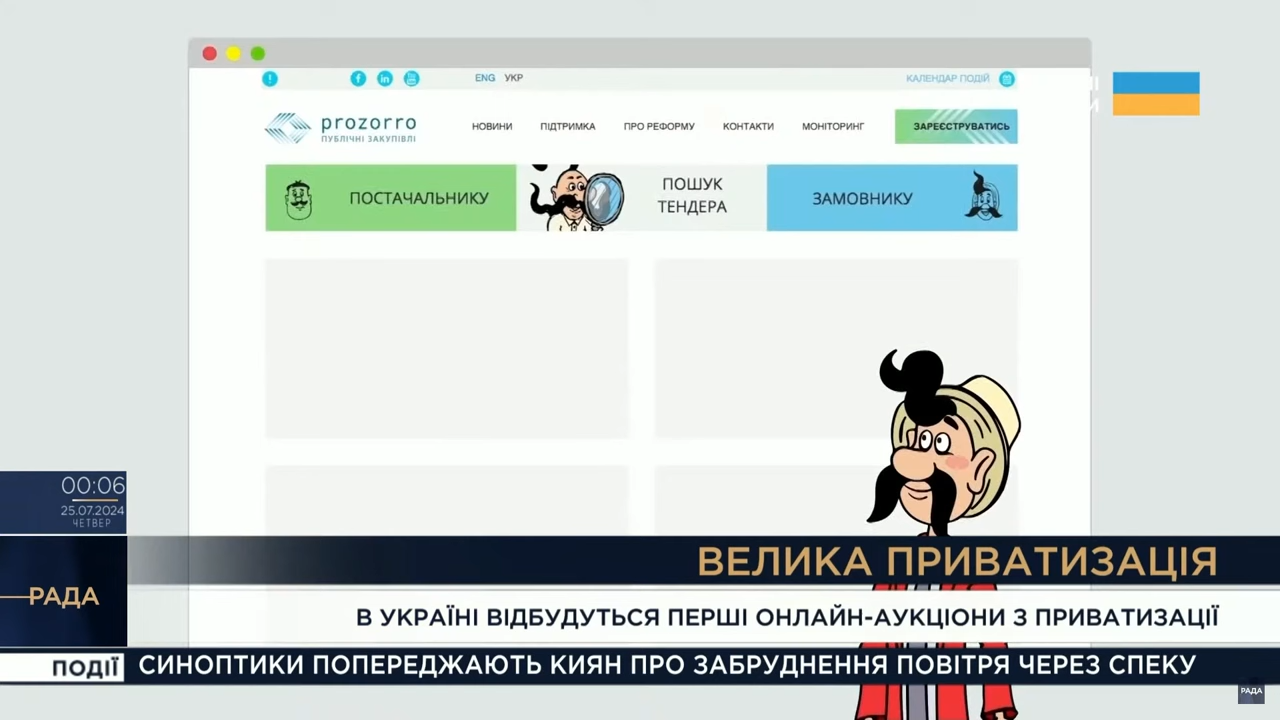 ENG УКР
КАЛЕНДАР ПОДІЙ
prozorro
ПУБЛІЧНІ ЗАКУПІВЛІ
НОВИНИ ПІДТРИМКА ПРО РЕФОРМУ КОНТАКТИ МОНІТОРИНГ ЗАРЕЄСТРУВАТИСЬ
ПОСТАЧАЛЬНИКУ
ПОШУК
ТЕНДЕРА
ЗАМОВНИКУ
00:06
25.07.2024
ЧЕТВЕР
РАДА
ВЕЛИКА ПРИВАТИЗАЦІЯ
В УКРАЇНІ ВІДБУДУТЬСЯ ПЕРШІ ОНЛАЙН-АУКЦІОНИ З ПРИВАТИЗАЦІЇ
ПОДІЇ СИНОПТИКИ ПОПЕРЕДЖАЮТЬ КИЯН ПРО ЗАБРУДНЕННЯ ПОВІТРЯ ЧЕРЕЗ СПЕКУ
РАДА